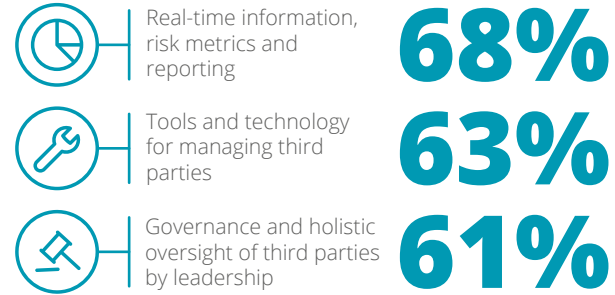 Real-time information,
risk metrics and
reporting
68%
Tools and technology
for managing third
parties
63%
Governance and holistic
oversight of third parties
by leadership
61%